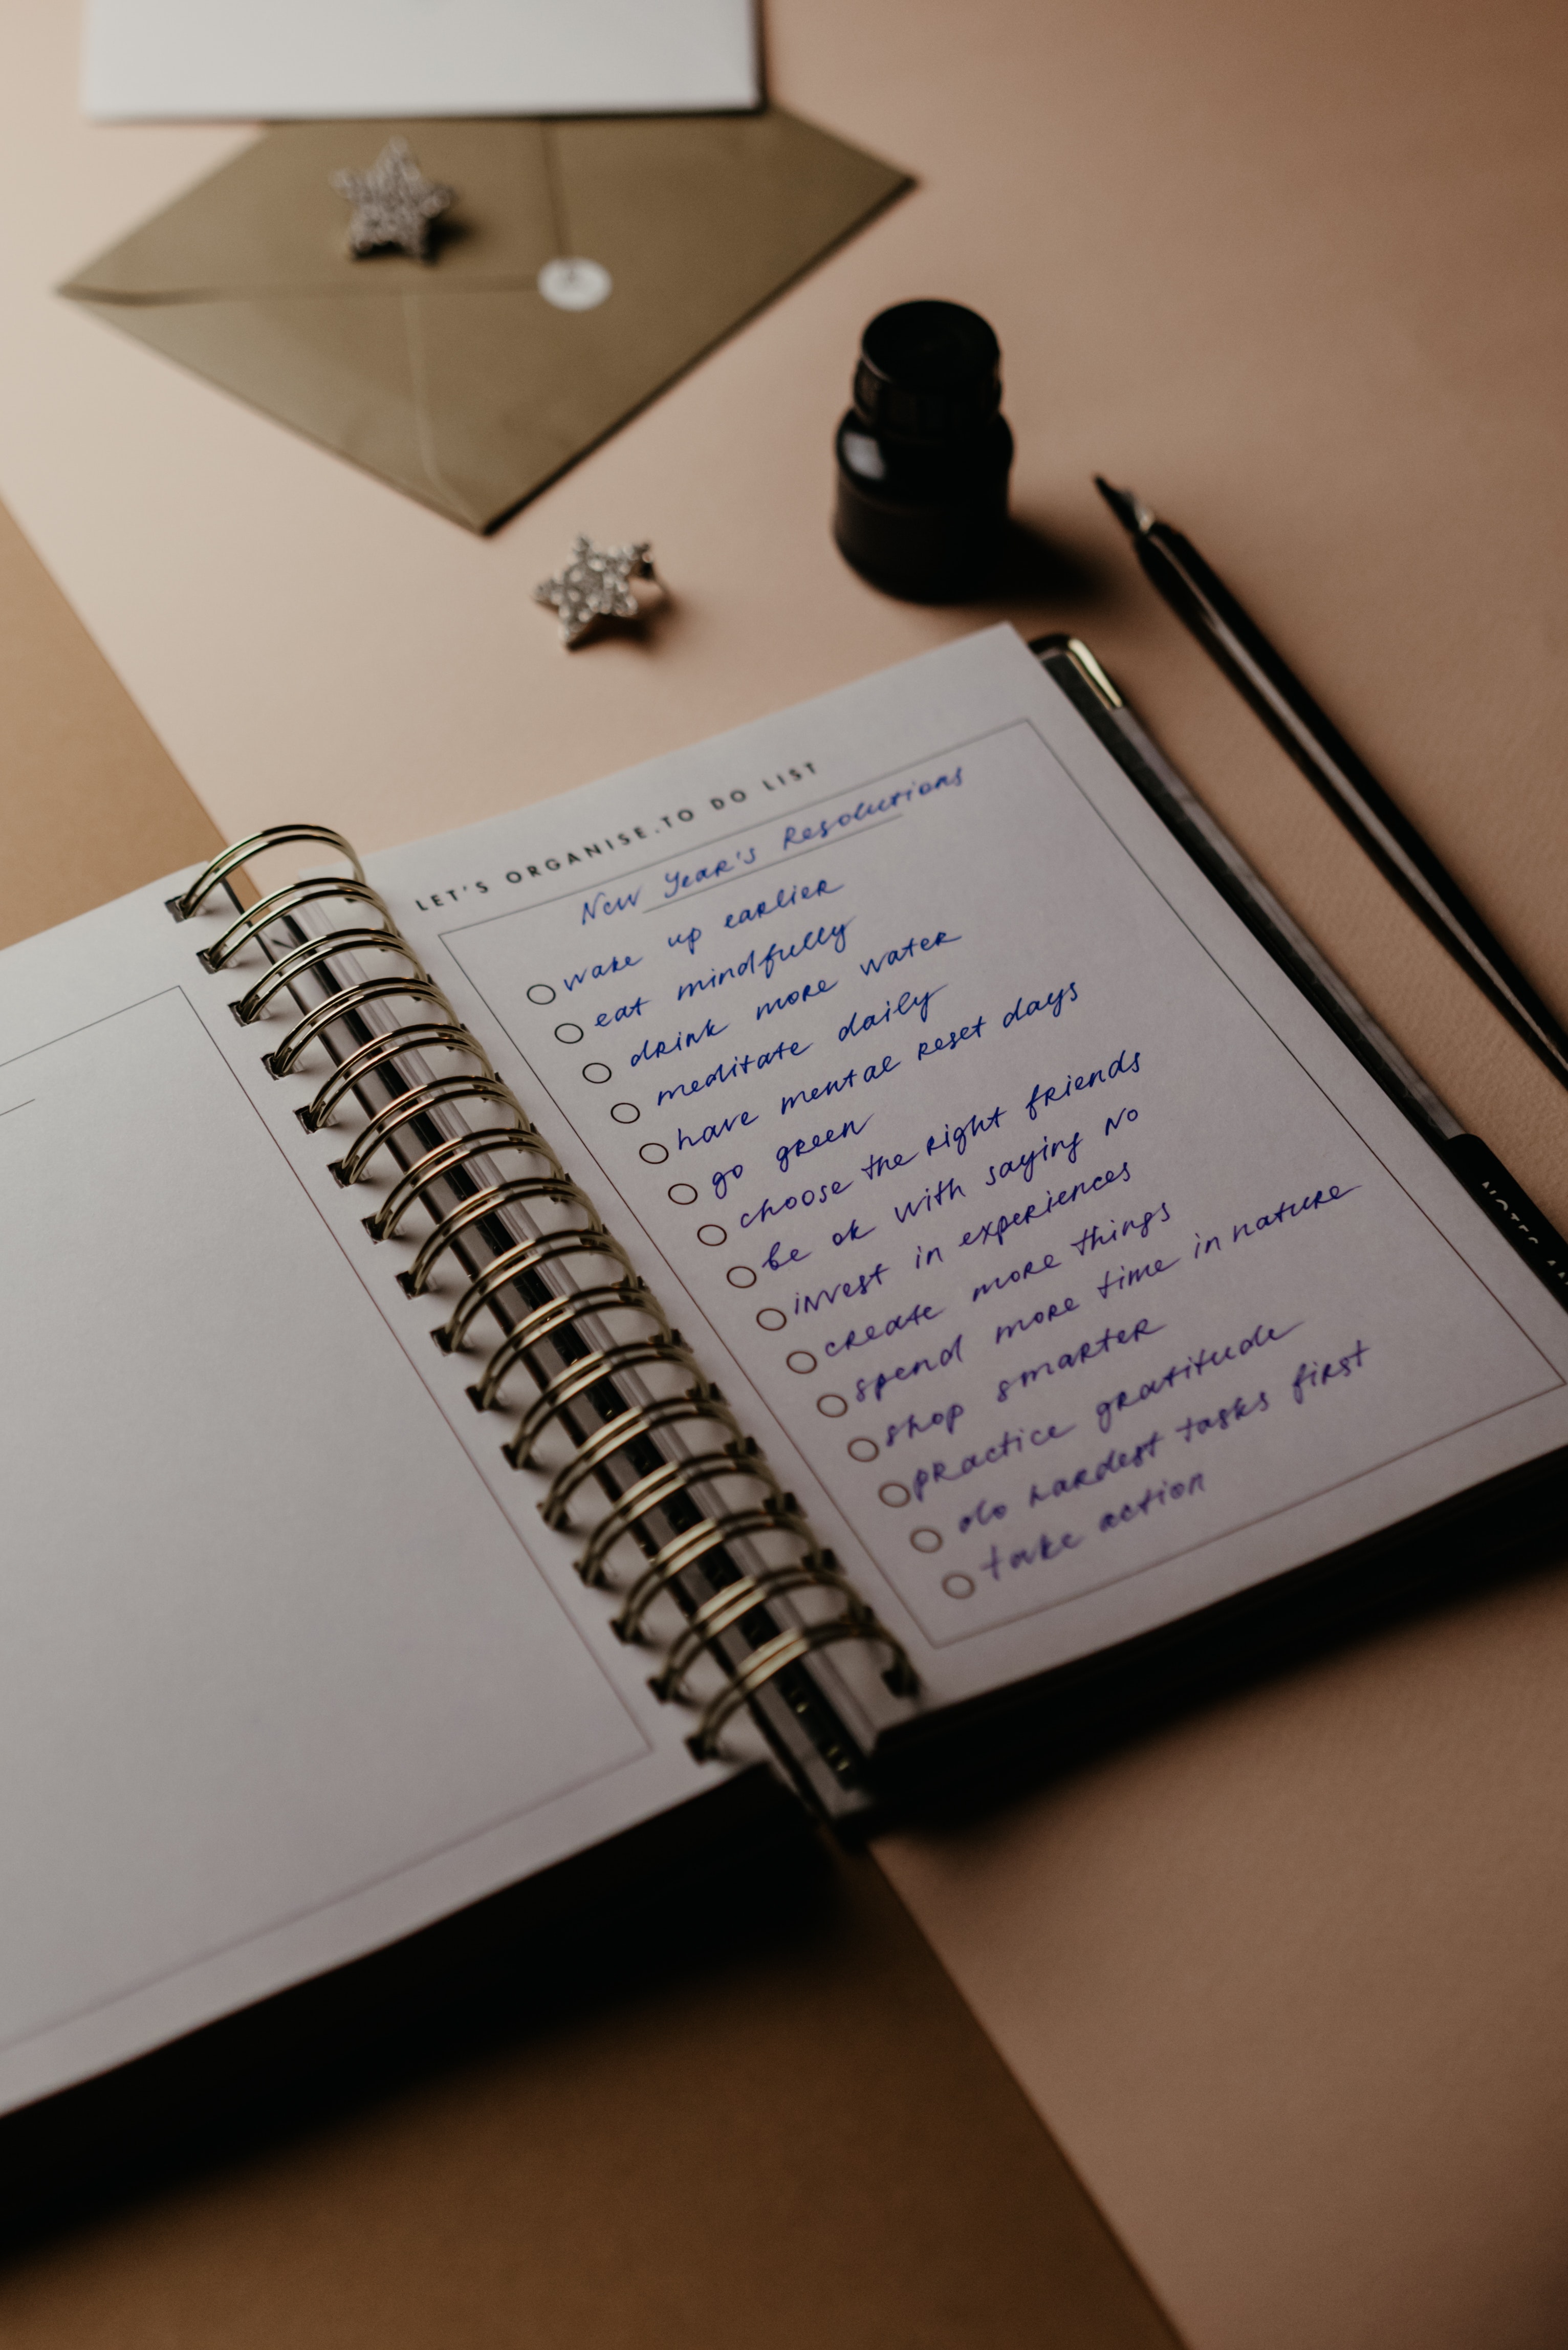 LET'S ORGANISE.TO DO LIST
New Year's Resolutions
wake up earlier
eat mindfully
drink more water
meditate daily
have mental reset days
go green
choose the right friends
be ok with saying NO
invest in experiences
create more things
spend more time in nature
shop smarter
practice gratitude
do hardest tasks first
take action
NOTES